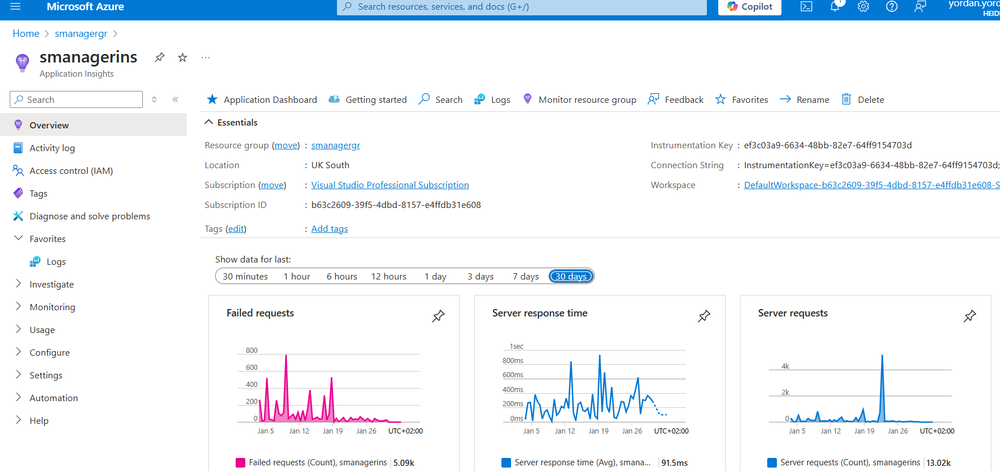 Microsoft Azure
Search resources, services, and docs (G+/)
Copilot
1
yordan.yord
HEID
Home > smanagergr >
smanagerins
Application Insights
Search
Overview
Activity log
Access control (IAM)
Tags
Diagnose and solve problems
Favorites
Logs
Investigate
Monitoring
Usage
Configure
Settings
Automation
Help
Application Dashboard Getting started Search Logs Monitor resource group Feedback Favorites Rename Delete
Essentials
Resource group (move) : smanagergr
Location : UK South
Subscription (move) : Visual Studio Professional Subscription
Subscription ID : b63c2609-39f5-4dbd-8157-e4ffdb31e608
Tags (edit) : Add tags
Instrumentation Key : ef3c03a9-6634-48bb-82e7-64ff9154703d
Connection String : InstrumentationKey=ef3c03a9-6634-48bb-82e7-64ff9154703d;
Workspace : DefaultWorkspace-b63c2609-39f5-4dbd-8157-e4ffdb31e608-S
Show data for last:
30 minutes 1 hour 6 hours 12 hours 1 day 3 days 7 days 30 days
Failed requests
800
600
400
200
0
Jan 5 Jan 12 Jan 19 Jan 26 UTC+02:00
Failed requests (Count), smanagerins 5.09k
Server response time
1sec
800ms
600ms
400ms
200ms
0ms
Jan 5 Jan 12 Jan 19 Jan 26 UTC+02:00
Server response time (Avg), smana... 91.5ms
Server requests
4k
2k
0
Jan 5 Jan 12 Jan 19 Jan 26 UTC+02:00
Server requests (Count), smanagerins 13.02k